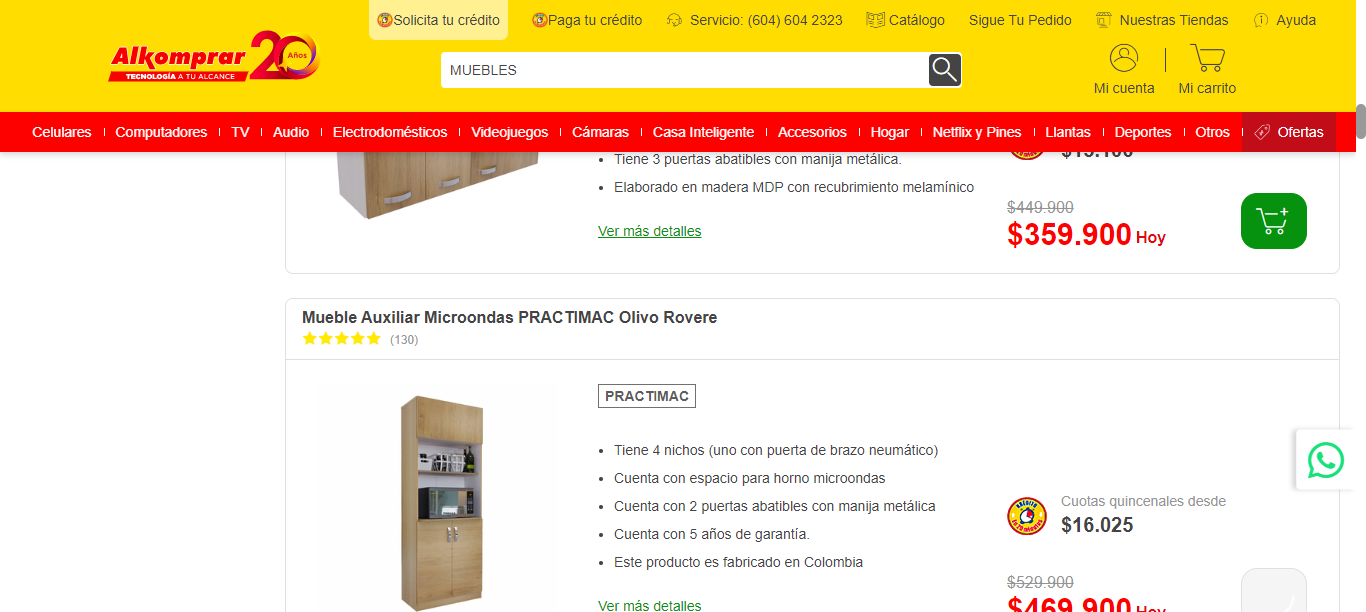 Solicita tu crédito
Paga tu crédito
Servicio: (604) 604 2323
Catálogo
Sigue Tu Pedido
Nuestras Tiendas
Ayuda
Alkomprar 20 Años
TECNOLOGÍA A TU ALCANCE
MUEBLES
Mi cuenta
Mi carrito
Celulares
Computadores
TV
Audio
Electrodomésticos
Videojuegos
Cámaras
Casa Inteligente
Accesorios
Hogar
Netflix y Pines
Llantas
Deportes
Otros
Ofertas
Tiene 3 puertas abatibles con manija metálica.
Elaborado en madera MDP con recubrimiento melamínico
Ver más detalles
$449.900
$359.900 Hoy
Mueble Auxiliar Microondas PRACTIMAC Olivo Rovere
(130)
PRACTIMAC
Tiene 4 nichos (uno con puerta de brazo neumático)
Cuenta con espacio para horno microondas
Cuenta con 2 puertas abatibles con manija metálica
Cuenta con 5 años de garantía.
Este producto es fabricado en Colombia
Ver más detalles
Cuotas quincenales desde
$16.025
$529.900
$469.900 Hoy